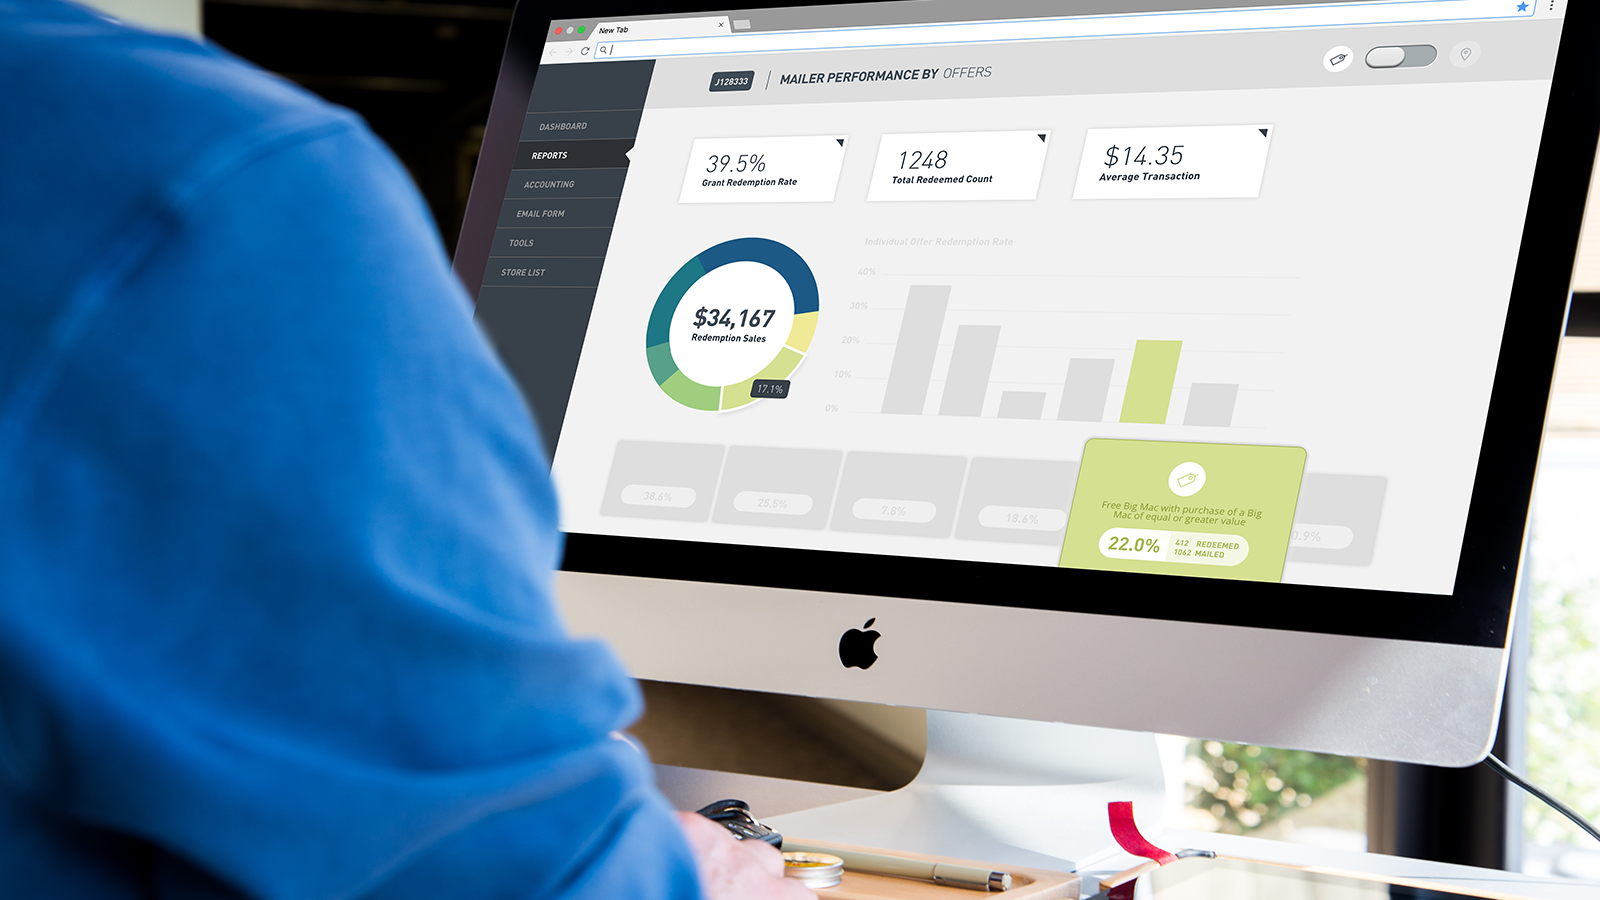 New Tab
J128333
MAILER PERFORMANCE BY OFFERS
DASHBOARD
REPORTS
ACCOUNTING
EMAIL FORM
TOOLS
STORE LIST
39.5%
Grant Redemption Rate
1248
Total Redeemed Count
$14.35
Average Transaction
$34,167
Redemption Sales
17.1%
Individual Offer Redemption Rate
40%
30%
20%
10%
0%
38.6%
25.5%
7.8%
18.6%
Free Big Mac with purchase of a Big
Mac of equal or greater value
22.0%
412 REDEEMED
1062 MAILED